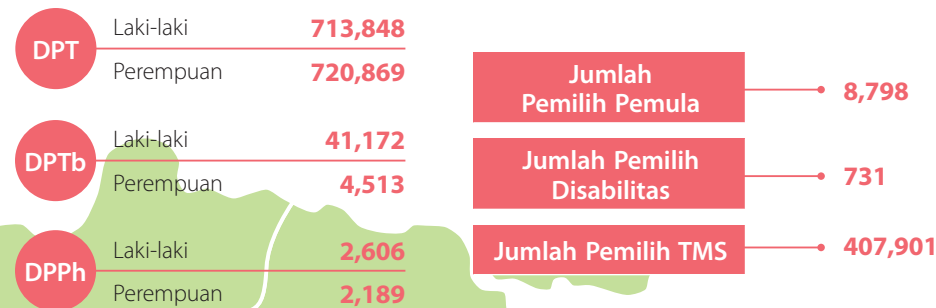 DPT
Laki-laki 713,848
Perempuan 720,869
DPTb
Laki-laki 41,172
Perempuan 4,513
DPPh
Laki-laki 2,606
Perempuan 2,189
Jumlah
Pemilih Pemula
8,798
Jumlah Pemilih
Disabilitas
731
Jumlah Pemilih TMS
407,901